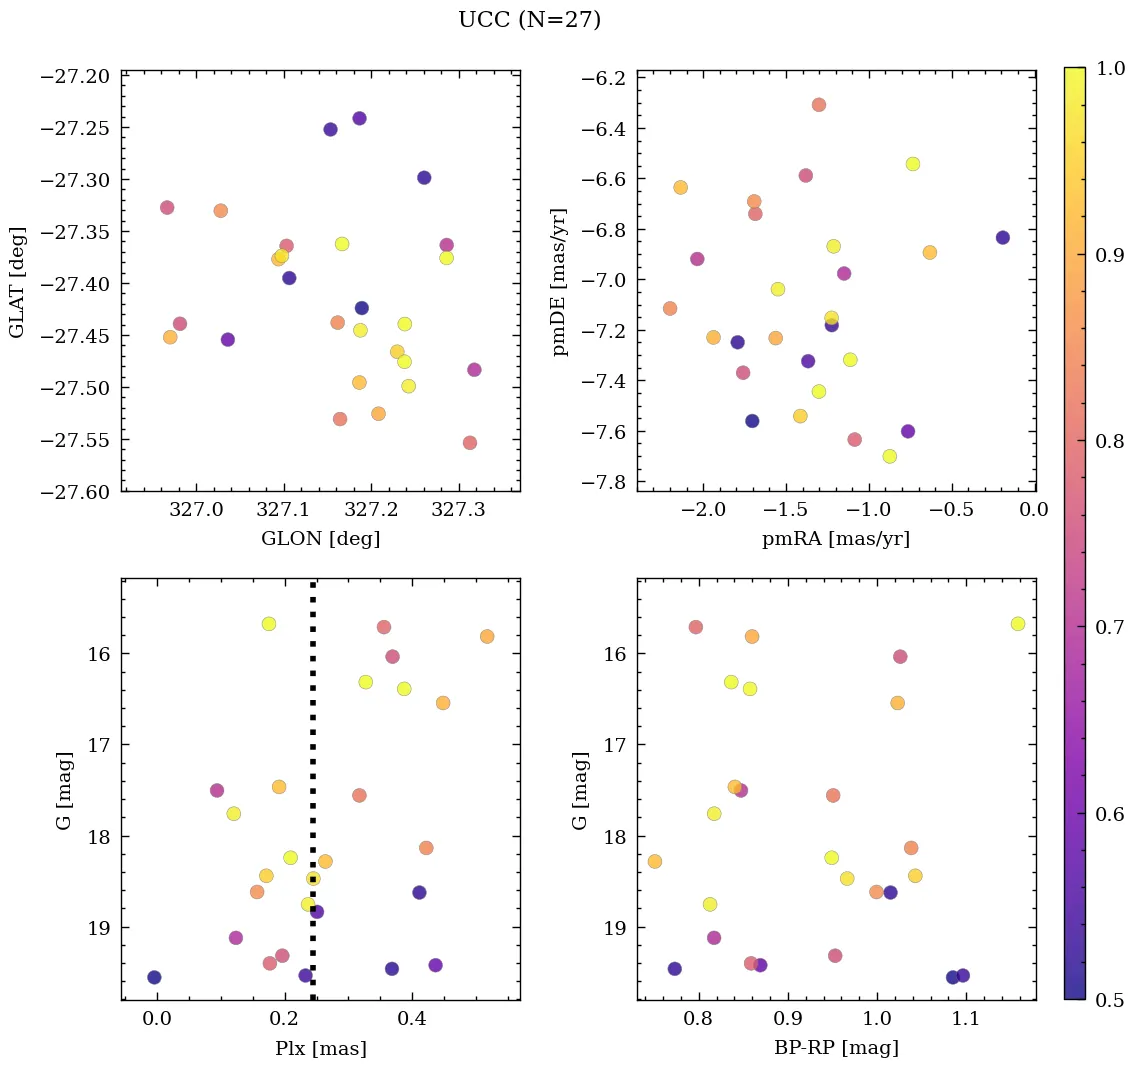 UCC (N=27)
−27.20
−27.25
−27.30
−27.35
−27.40
−27.45
−27.50
−27.55
−27.60
GLAT [deg]
327.0 327.1 327.2 327.3
GLON [deg]
−6.2
−6.4
−6.6
−6.8
−7.0
−7.2
−7.4
−7.6
−7.8
pmDE [mas/yr]
−2.0 −1.5 −1.0 −0.5 0.0
pmRA [mas/yr]
16
17
18
19
G [mag]
0.0 0.2 0.4
Plx [mas]
16
17
18
19
G [mag]
0.8 0.9 1.0 1.1
BP-RP [mag]
1.0
0.9
0.8
0.7
0.6
0.5